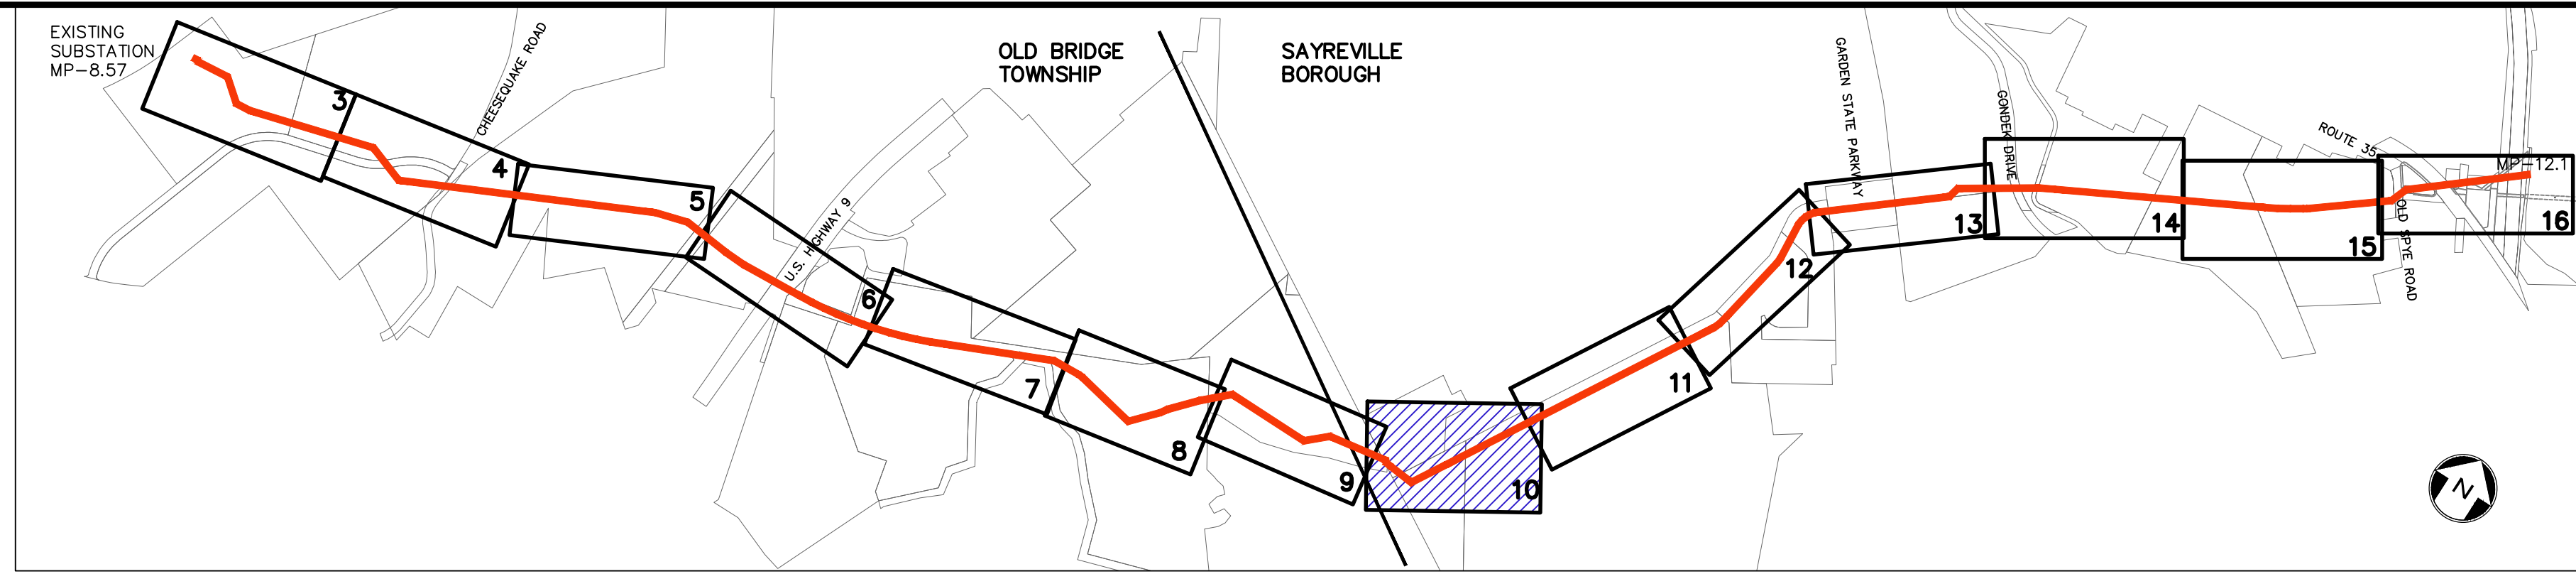 EXISTING
SUBSTATION
MP-8.57
3
CHEESEQUAKE ROAD
4
5
U.S. HIGHWAY 9
6
7
8
9
OLD BRIDGE
TOWNSHIP
SAYREVILLE
BOROUGH
10
11
12
GARDEN STATE PARKWAY
13
GONDEK DRIVE
14
ROUTE 35
15
OLD SPYE ROAD
MP-12.1
16
N